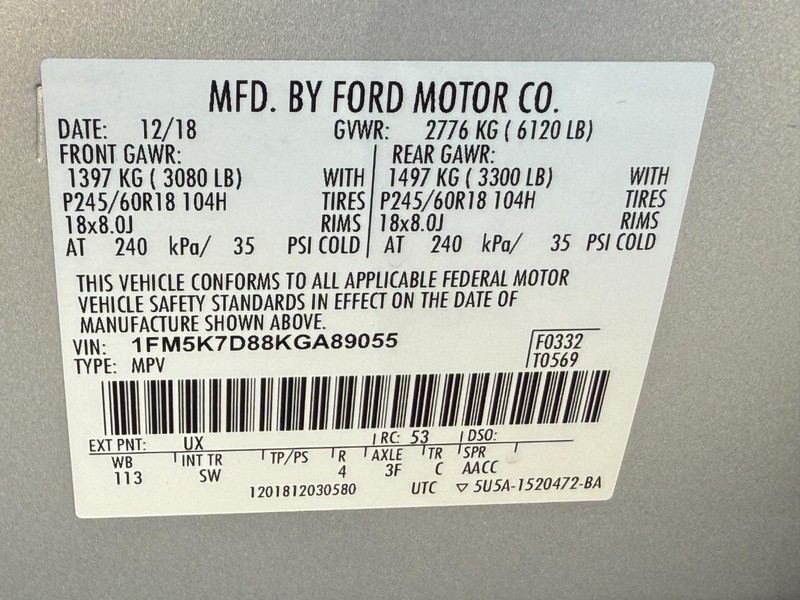 MFD. BY FORD MOTOR CO.
DATE: 12/18 GVWR: 2776 KG ( 6120 LB)
FRONT GAWR: REAR GAWR:
1397 KG ( 3080 LB) WITH 1497 KG ( 3300 LB) WITH
P245/60R18 104H TIRES P245/60R18 104H TIRES
18x8.0J RIMS 18x8.0J RIMS
AT 240 kPa/ 35 PSI COLD AT 240 kPa/ 35 PSI COLD
THIS VEHICLE CONFORMS TO ALL APPLICABLE FEDERAL MOTOR
VEHICLE SAFETY STANDARDS IN EFFECT ON THE DATE OF
MANUFACTURE SHOWN ABOVE.
VIN: 1FM5K7D88KGA89055 F0332
TYPE: MPV T0569
EXT PNT: UX RC: 53 DSO:
WB INT TR TP/PS R AXLE TR SPR
113 SW 4 3F C AACC
1201812030580 UTC ▽ 5U5A-1520472-BA